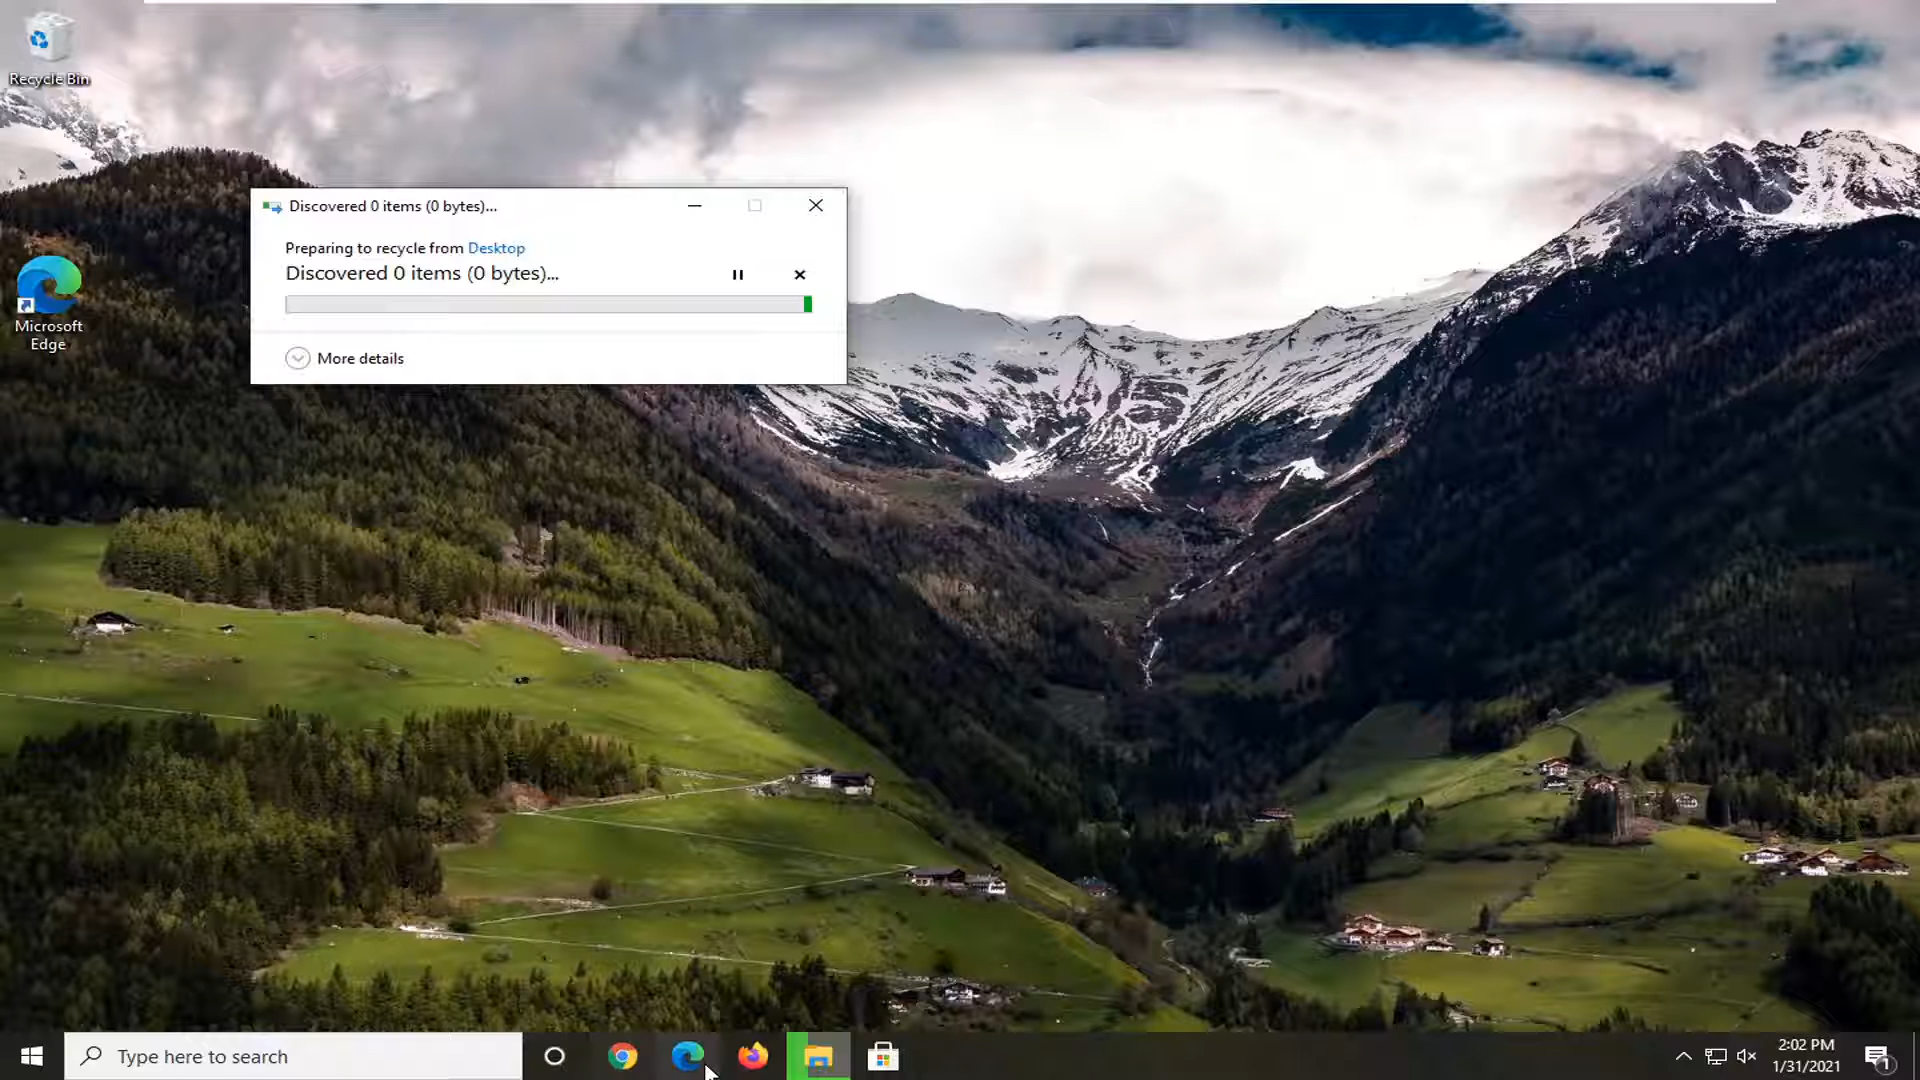 Recycle Bin
Discovered 0 items (0 bytes)...
Preparing to recycle from Desktop
Discovered 0 items (0 bytes)...
More details
Microsoft
Edge
Type here to search
2:02 PM
1/31/2021
1